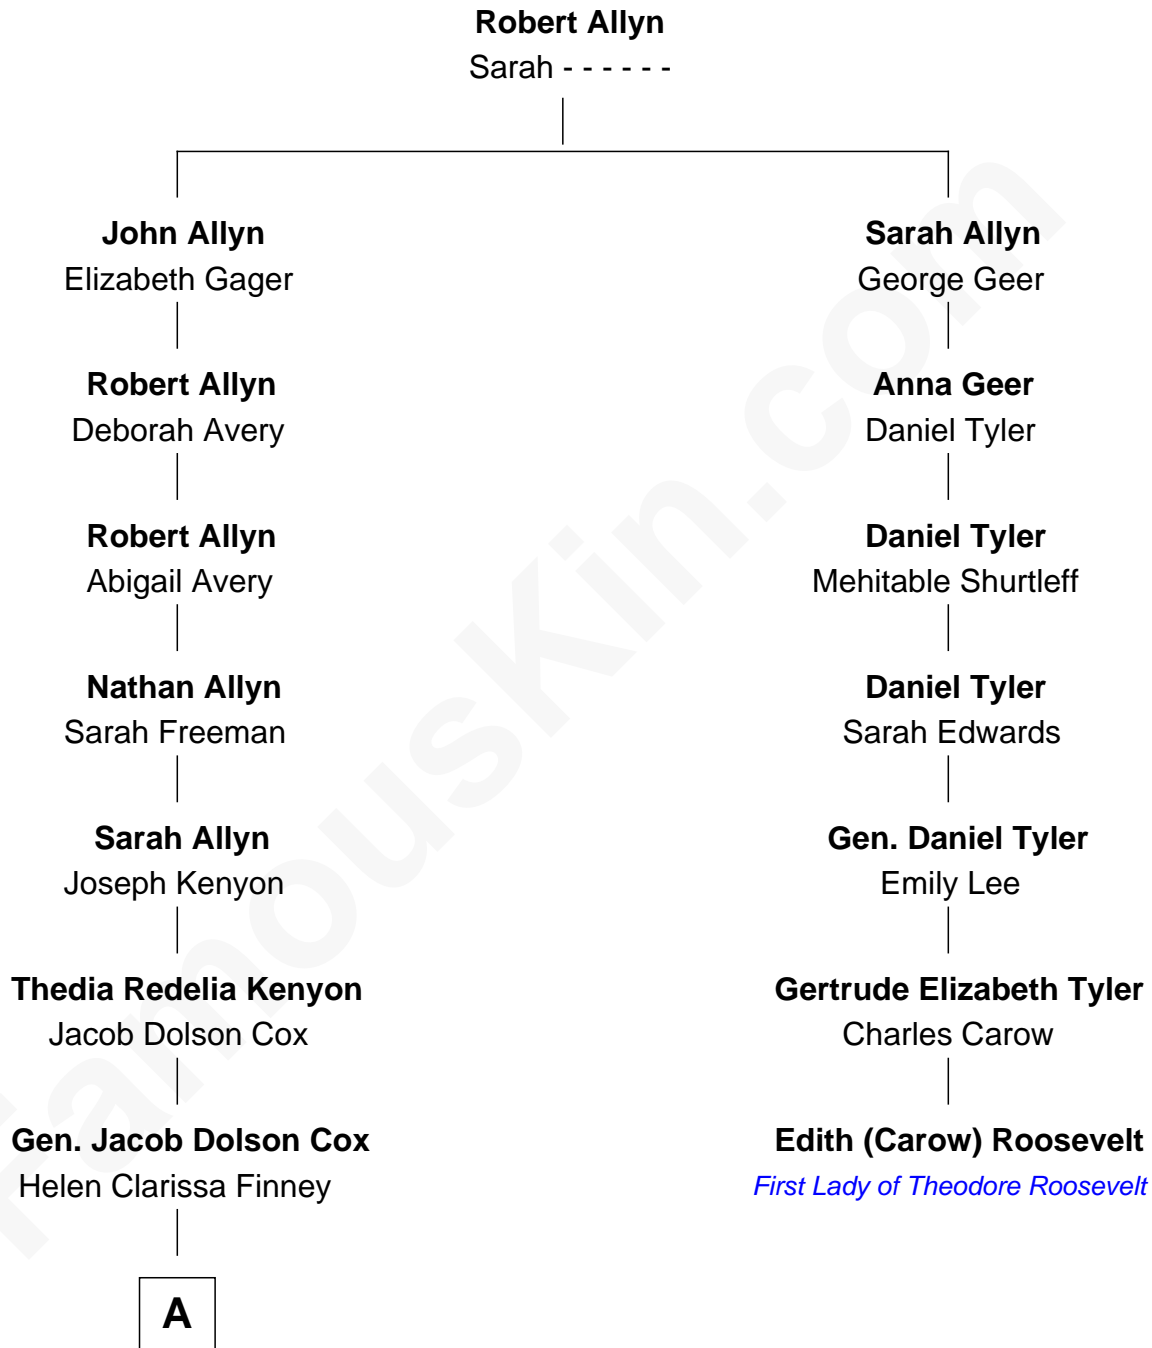 Robert Allyn
Sarah - - - - - -
John Allyn
Elizabeth Gager
Sarah Allyn
George Geer
Robert Allyn
Deborah Avery
Anna Geer
Daniel Tyler
Robert Allyn
Abigail Avery
Daniel Tyler
Mehitable Shurtleff
Nathan Allyn
Sarah Freeman
Daniel Tyler
Sarah Edwards
Sarah Allyn
Joseph Kenyon
Gen. Daniel Tyler
Emily Lee
Thedia Redelia Kenyon
Jacob Dolson Cox
Gertrude Elizabeth Tyler
Charles Carow
Gen. Jacob Dolson Cox
Helen Clarissa Finney
Edith (Carow) Roosevelt
First Lady of Theodore Roosevelt
A
FamousKin.com